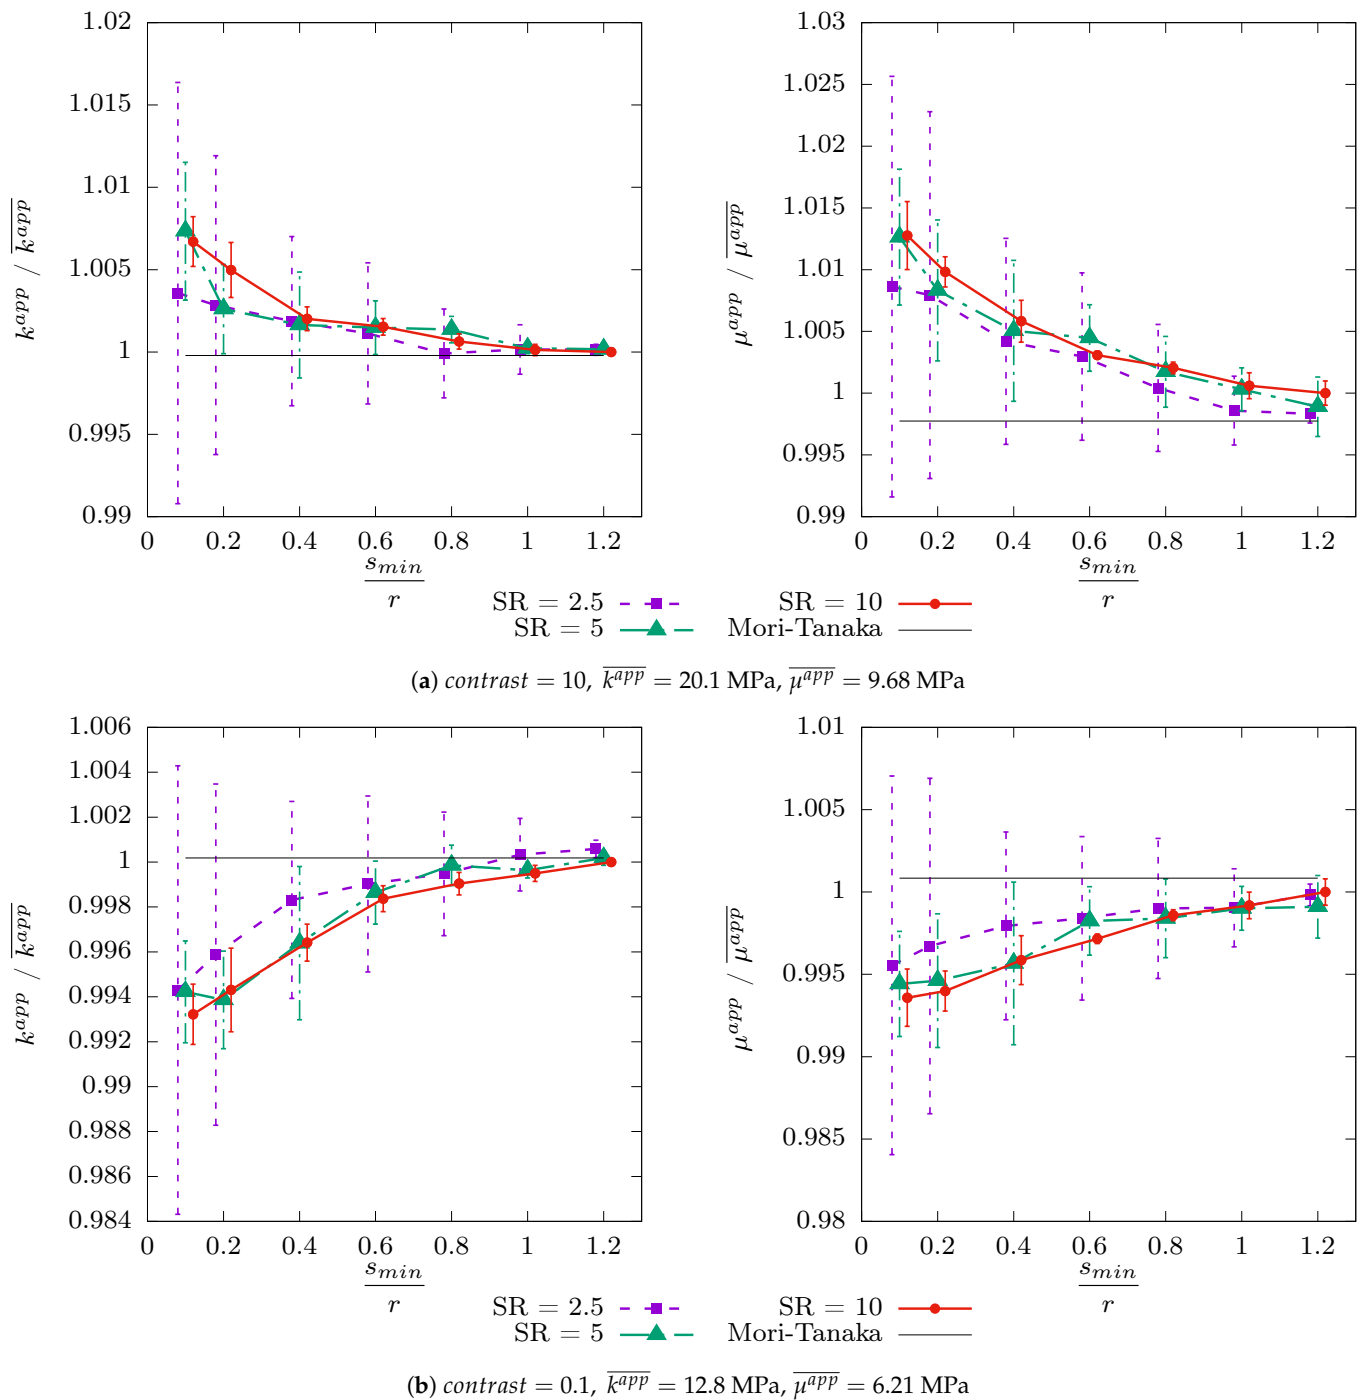 1.02
1.015
1.01
1.005
1
0.995
0.99
0 0.2 0.4 0.6 0.8 1 1.2
k^{app} / \overline{k^{app}}
s_{min}
r
1.03
1.025
1.02
1.015
1.01
1.005
1
0.995
0.99
0 0.2 0.4 0.6 0.8 1 1.2
μ^{app} / \overline{μ^{app}}
s_{min}
r
SR = 2.5 SR = 10
SR = 5 Mori-Tanaka
(a) contrast = 10, \overline{k^{app}} = 20.1 MPa, \overline{μ^{app}} = 9.68 MPa
1.006
1.004
1.002
1
0.998
0.996
0.994
0.992
0.99
0.988
0.986
0.984
0 0.2 0.4 0.6 0.8 1 1.2
k^{app} / \overline{k^{app}}
s_{min}
r
1.01
1.005
1
0.995
0.99
0.985
0.98
0 0.2 0.4 0.6 0.8 1 1.2
μ^{app} / \overline{μ^{app}}
s_{min}
r
SR = 2.5 SR = 10
SR = 5 Mori-Tanaka
(b) contrast = 0.1, \overline{k^{app}} = 12.8 MPa, \overline{μ^{app}} = 6.21 MPa